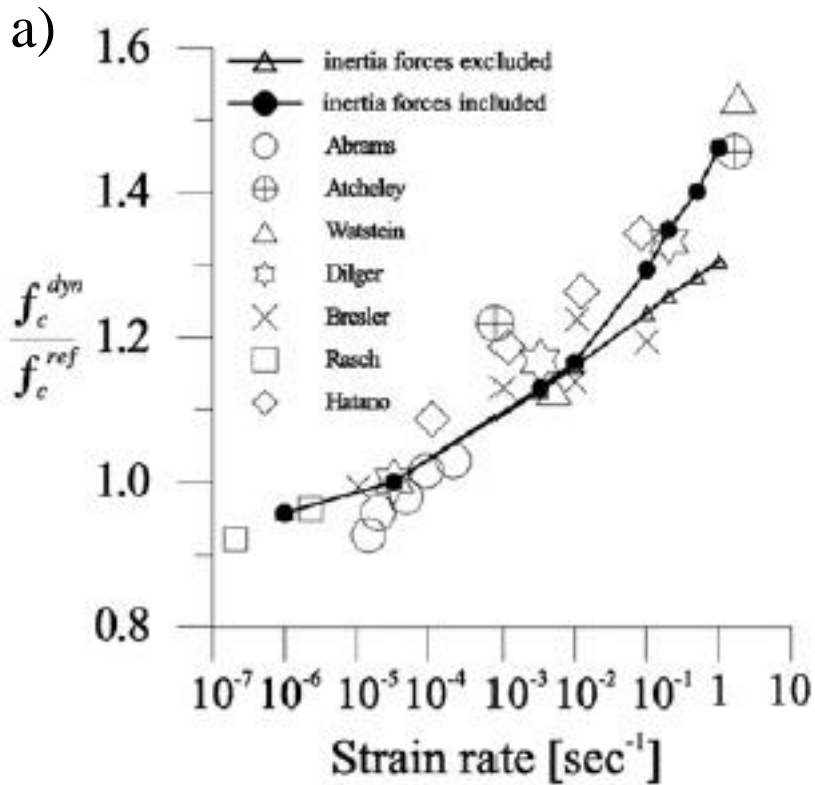 a)
1.6
inertia forces excluded
inertia forces included
Abrams
Atcheley
1.4
Watstein
Dilger
f_c^dyn
Bresler
1.2
f_c^ref
Rasch
Hatano
1.0
0.8
10^-7 10^-6 10^-5 10^-4 10^-3 10^-2 10^-1 1 10
Strain rate [sec^-1]